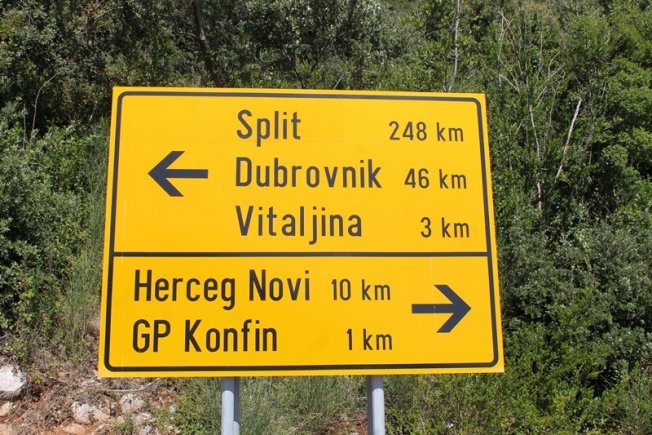 Split 248 km
Dubrovnik 46 km
Vitaljina 3 km
Herceg Novi 10 km
GP Konfin 1 km